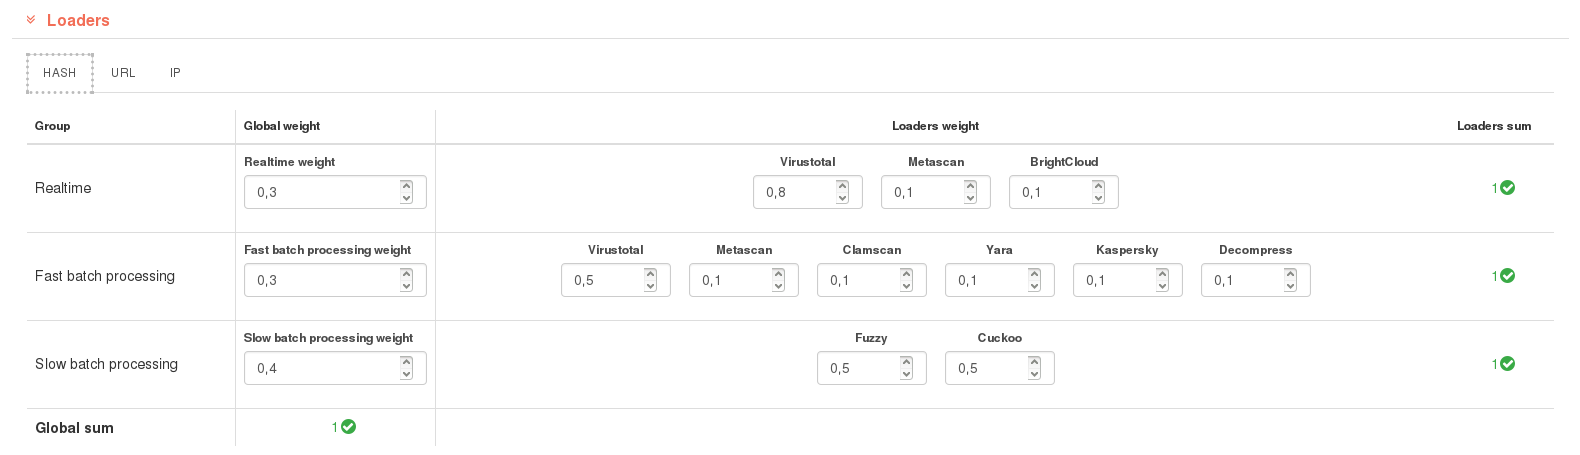 Loaders
HASH URL IP
Group Global weight Loaders weight Loaders sum
Realtime weight Virustotal Metascan BrightCloud
Realtime 0,3 0,8 0,1 0,1 1
Fast batch processing weight Virustotal Metascan Clamscan Yara Kaspersky Decompress
Fast batch processing 0,3 0,5 0,1 0,1 0,1 0,1 0,1 1
Slow batch processing weight Fuzzy Cuckoo
Slow batch processing 0,4 0,5 0,5 1
Global sum 1